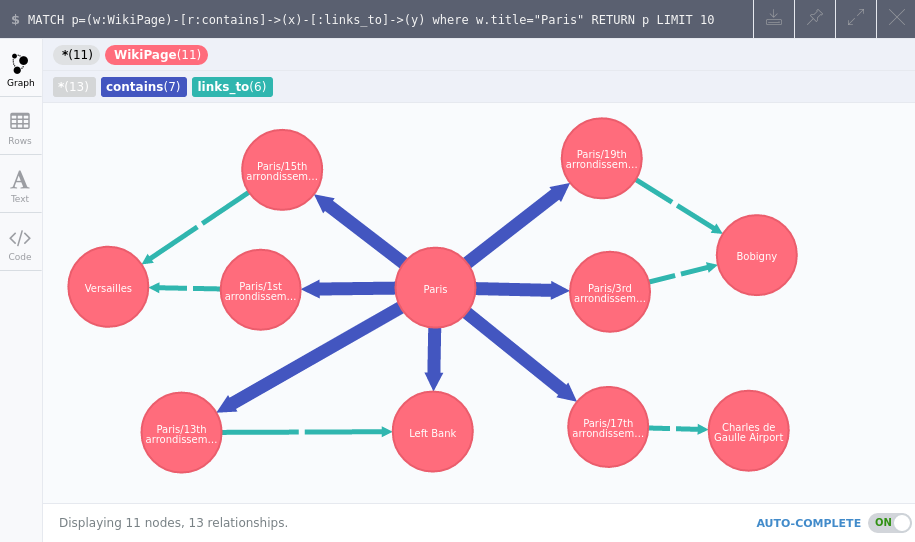 $ MATCH p=(w:WikiPage)-[r:contains]->(x)-[:links_to]->(y) where w.title="Paris" RETURN p LIMIT 10
*(11) WikiPage(11)
*(13) contains(7) links_to(6)
Graph
Rows
Text
Code
Paris/15th
arrondissem...
Paris/19th
arrondissem...
Versailles
Paris/1st
arrondissem...
Paris
Paris/3rd
arrondissem...
Bobigny
Paris/13th
arrondissem...
Left Bank
Paris/17th
arrondissem...
Charles de
Gaulle Airport
Displaying 11 nodes, 13 relationships.
AUTO-COMPLETE ON